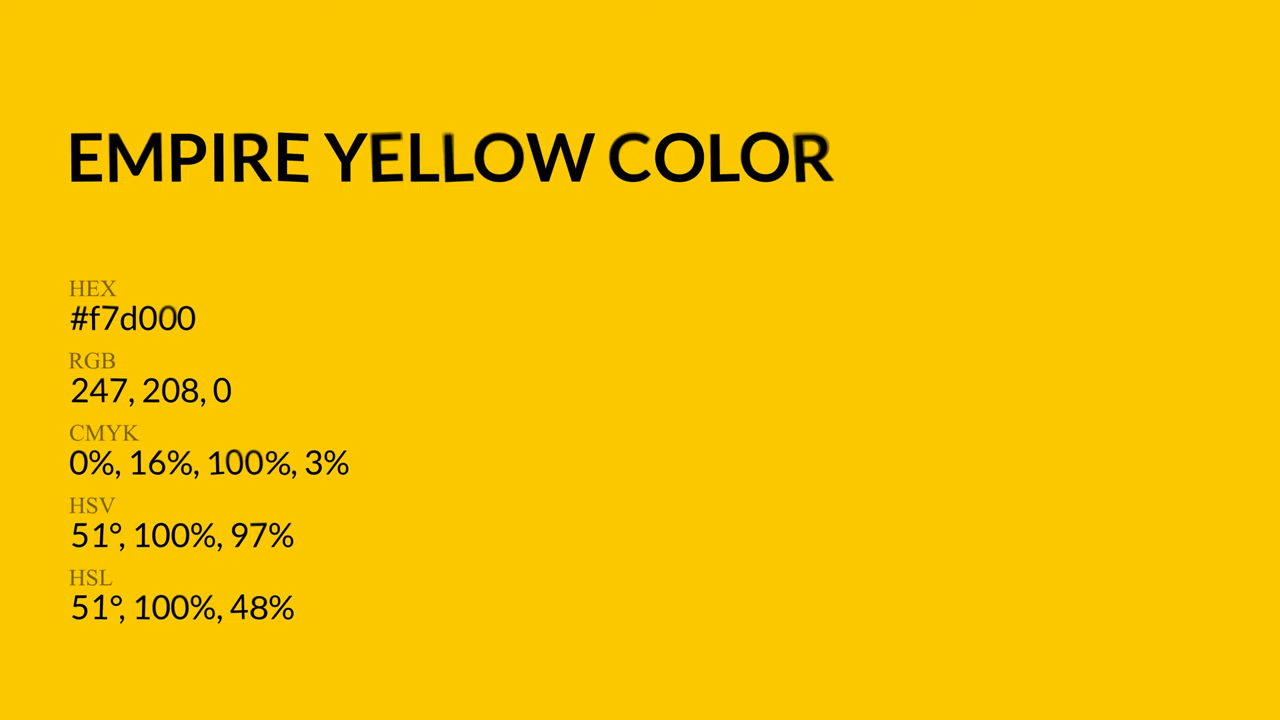 EMPIRE YELLOW COLOR
HEX
#f7d000
RGB
247, 208, 0
CMYK
0%, 16%, 100%, 3%
HSV
51°, 100%, 97%
HSL
51°, 100%, 48%